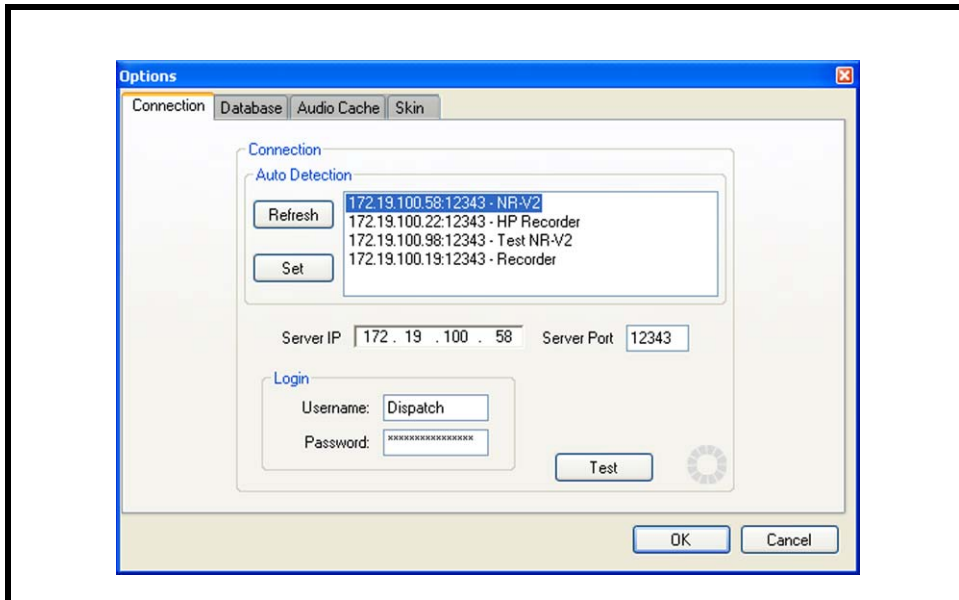 Options
Connection Database Audio Cache Skin
Connection
Auto Detection
Refresh
172.19.100.58:12343 - NR-V2
172.19.100.22:12343 - HP Recorder
172.19.100.98:12343 - Test NR-V2
172.19.100.19:12343 - Recorder
Set
Server IP 172 . 19 . 100 . 58 Server Port 12343
Login
Username: Dispatch
Password: ****************
Test
OK Cancel